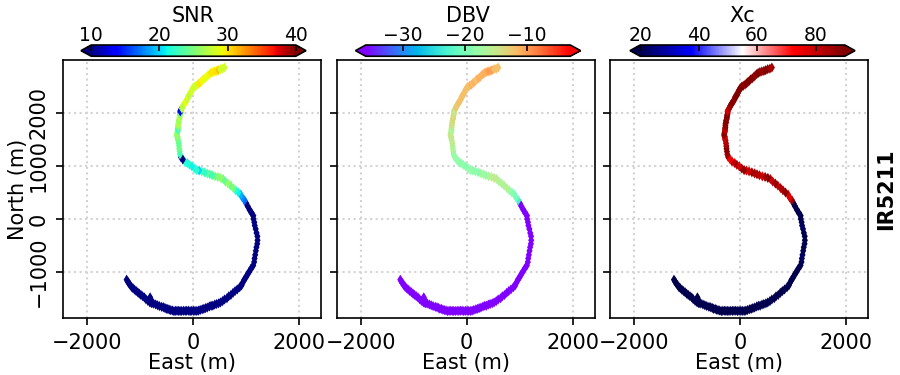 SNR DBV Xc
10 20 30 40 −30 −20 −10 20 40 60 80
North (m)
2000
1000
0
−1000
IR5211
−2000 0 2000 −2000 0 2000 −2000 0 2000
East (m) East (m) East (m)